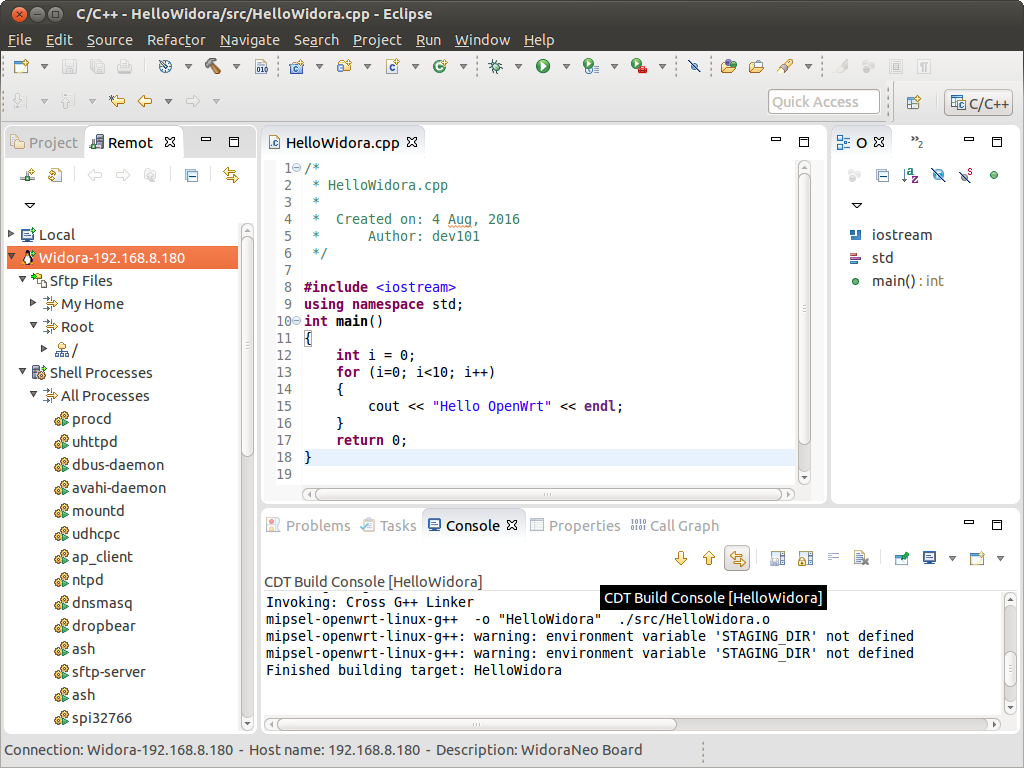 C/C++ - HelloWidora/src/HelloWidora.cpp - Eclipse
File Edit Source Refactor Navigate Search Project Run Window Help
010
Quick Access
C/C++
Project
Remot
Local
Widora-192.168.8.180
Sftp Files
My Home
Root
/
Shell Processes
All Processes
procd
uhttpd
dbus-daemon
avahi-daemon
mountd
udhcpc
ap_client
ntpd
dnsmasq
dropbear
ash
sftp-server
ash
spi32766
HelloWidora.cpp
1 /*
2 * HelloWidora.cpp
3 *
4 * Created on: 4 Aug, 2016
5 * Author: dev101
6 */
7
8 #include <iostream>
9 using namespace std;
10 int main()
11 {
12 int i = 0;
13 for (i=0; i<10; i++)
14 {
15 cout << "Hello OpenWrt" << endl;
16 }
17 return 0;
18 }
19
O
»2
iostream
std
main() : int
Problems Tasks Console Properties Call Graph
CDT Build Console [HelloWidora]
CDT Build Console [HelloWidora]
Invoking: Cross G++ Linker
mipsel-openwrt-linux-g++ -o "HelloWidora" ./src/HelloWidora.o
mipsel-openwrt-linux-g++: warning: environment variable 'STAGING_DIR' not defined
mipsel-openwrt-linux-g++: warning: environment variable 'STAGING_DIR' not defined
Finished building target: HelloWidora
Connection: Widora-192.168.8.180 - Host name: 192.168.8.180 - Description: WidoraNeo Board